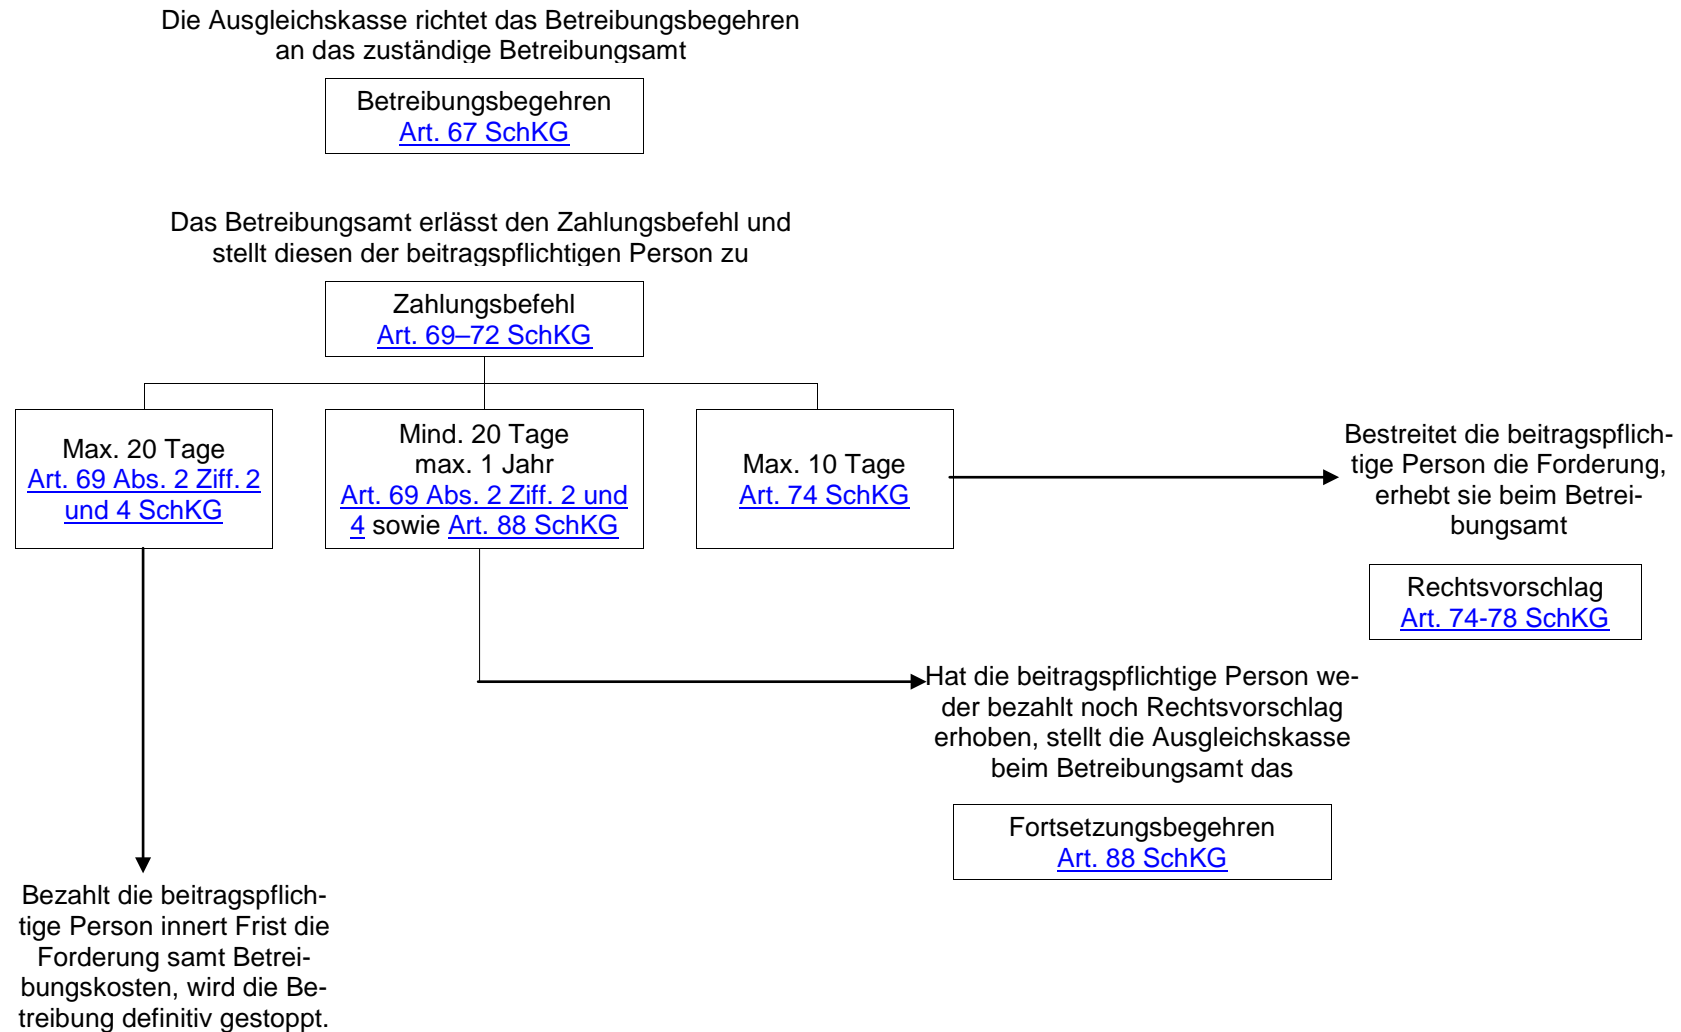 Die Ausgleichskasse richtet das Betreibungsbegehren
an das zuständige Betreibungsamt
Betreibungsbegehren
Art. 67 SchKG
Das Betreibungsamt erlässt den Zahlungsbefehl und
stellt diesen der beitragspflichtigen Person zu
Zahlungsbefehl
Art. 69–72 SchKG
Max. 20 Tage
Art. 69 Abs. 2 Ziff. 2
und 4 SchKG
Mind. 20 Tage
max. 1 Jahr
Art. 69 Abs. 2 Ziff. 2 und
4 sowie Art. 88 SchKG
Max. 10 Tage
Art. 74 SchKG
Bestreitet die beitragspflich-
tige Person die Forderung,
erhebt sie beim Betrei-
bungsamt
Rechtsvorschlag
Art. 74-78 SchKG
Hat die beitragspflichtige Person we-
der bezahlt noch Rechtsvorschlag
erhoben, stellt die Ausgleichskasse
beim Betreibungsamt das
Fortsetzungsbegehren
Art. 88 SchKG
Bezahlt die beitragspflich-
tige Person innert Frist die
Forderung samt Betrei-
bungskosten, wird die Be-
treibung definitiv gestoppt.